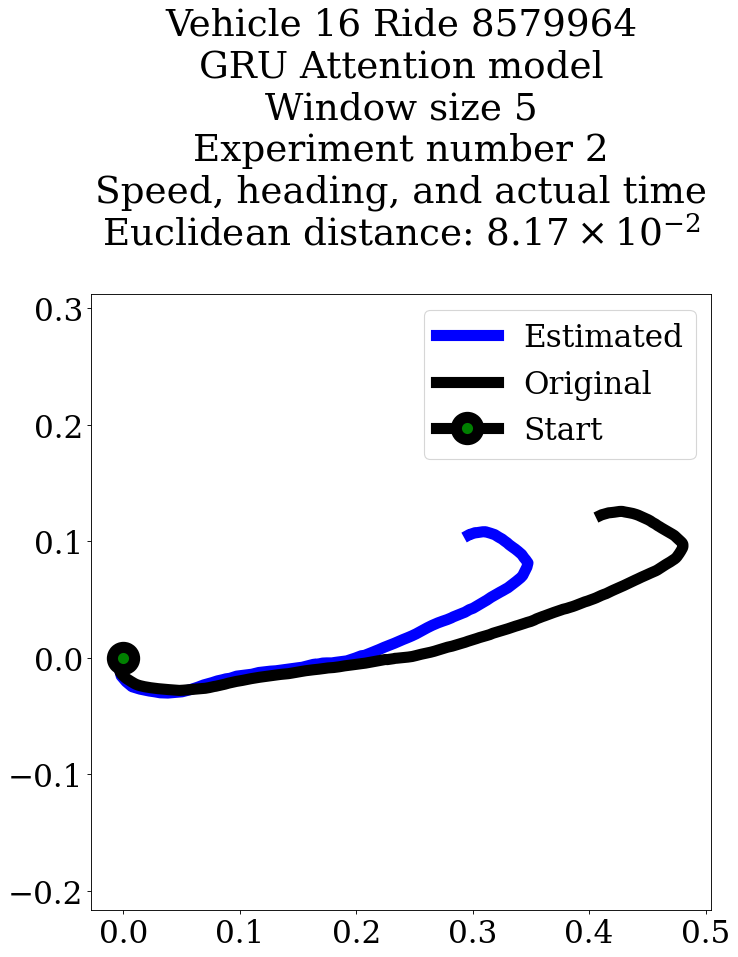 Vehicle 16 Ride 8579964
GRU Attention model
Window size 5
Experiment number 2
Speed, heading, and actual time
Euclidean distance: 8.17 × 10⁻²
0.3
0.2
0.1
0.0
−0.1
−0.2
Estimated
Original
Start
0.0 0.1 0.2 0.3 0.4 0.5